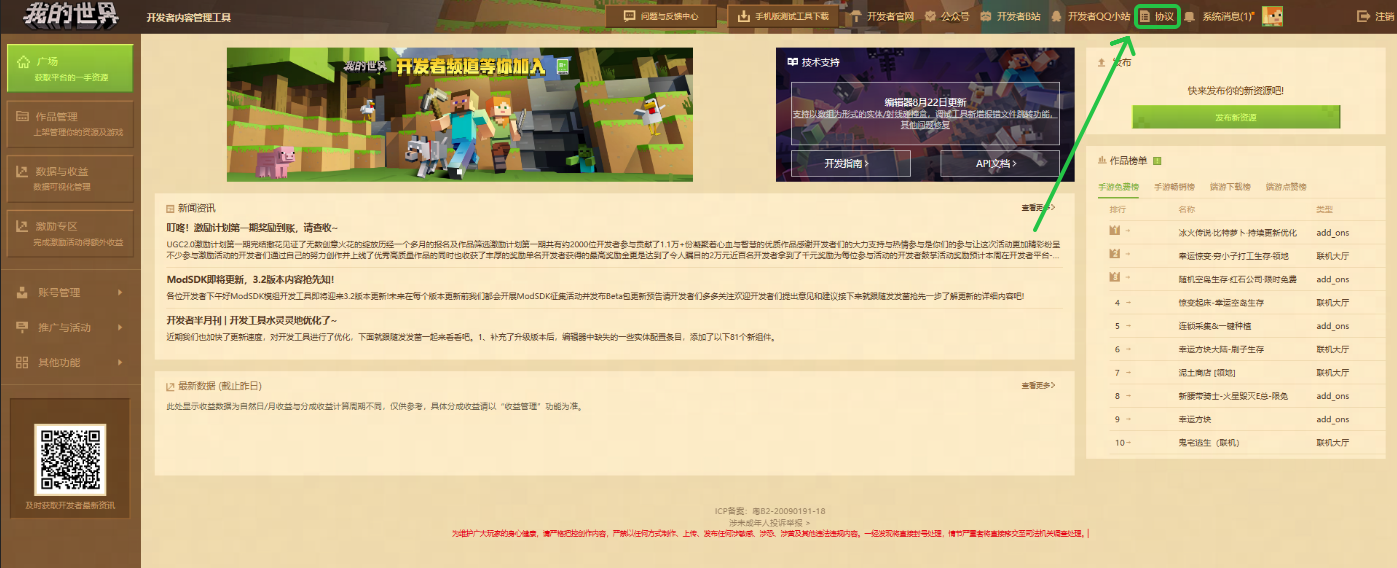 我的世界
开发者内容管理工具
问题与反馈中心
手机版测试工具下载
开发者官网
公众号
开发者B站
开发者QQ小站
协议
系统消息(1)
注销
广场
获取平台的一手资源
作品管理
上架管理你的资源及游戏
数据与收益
数据可视化管理
激励专区
完成激励活动得额外收益
账号管理
推广与活动
其他功能
及时获取开发者最新资讯
我的世界 开发者频道等你加入
技术支持
编辑器8月22日更新
支持以数据为形式的实体/射线碰撞盒，调试工具新增报错文件跳转功能，
其他问题修复
开发指南 >
API文档 >
新闻资讯
查看更多>
叮咚！激励计划第一期奖励到账，请查收~
UGC2.0激励计划第一期完结撒花见证了无数创意火花的绽放历经一个多月的报名及作品筛选激励计划第一期共有约2000位开发者参与贡献了1.1万+份凝聚着心血与智慧的优质作品感谢开发者们的大力支持与热情参与是你们的参与让这次活动更加精彩纷呈
不少参与激励活动的开发者们通过自己的努力创作并上线了优秀高质量作品的同时也收获了丰厚的奖励单名开发者获得的最高奖励金更是达到了令人瞩目的2万元近百名开发者拿到了千元奖励为每位参与活动的开发者数享活动奖励预计本周在开发者平台-...
ModSDK即将更新，3.2版本内容抢先知！
各位开发者下午好ModSDK模组开发工具即将迎来3.2版本更新!未来在每个版本更新前我们都会开展ModSDK征集活动并发布Beta包更新预告请开发者们多多关注欢迎开发者们提出意见和建议接下来就跟随发发苗抢先一步了解更新的详细内容吧!
开发者半月刊 | 开发工具水灵灵地优化了~
近期我们也加快了更新速度，对开发工具进行了优化，下面就跟随发发苗一起来看看吧。1、补充了升级版本后，编辑器中缺失的一些实体配置条目，添加了以下81个新组件。
最新数据 (截止昨日)
查看更多>
此处显示收益数据为自然日/月收益与分成收益计算周期不同，仅供参考，具体分成收益请以“收益管理”功能为准。
发布
快来发布你的新资源吧!
发布新资源
作品榜单
手游免费榜 手游畅销榜 端游下载榜 端游点赞榜
排行 名称 类型
1 - 冰火传说·比特萝卜·持续更新优化 add_ons
2 - 幸运惊变·穷小子打工生存·领地 联机大厅
3 - 随机空岛生存·红石公司·限时免费 add_ons
4 - 惊变起床-幸运空岛生存 联机大厅
5 - 连锁采集&一键种植 add_ons
6 - 幸运方块大陆-刷子生存 联机大厅
7 - 泥土商店 [领地] 联机大厅
8 - 新腰带骑士-火星毁灭E总-限免 add_ons
9 - 幸运方块 add_ons
10 - 鬼宅逃生（联机） 联机大厅
ICP备案：粤B2-20090191-18
涉未成年人投诉举报 >
为维护广大玩家的身心健康，请严格把控创作内容，严禁以任何方式制作、上传、发布任何涉敏感、涉恐、涉黄及其他违法违规内容。一经发现将直接封号处理，情节严重者将直接移交至司法机关调查处理。|